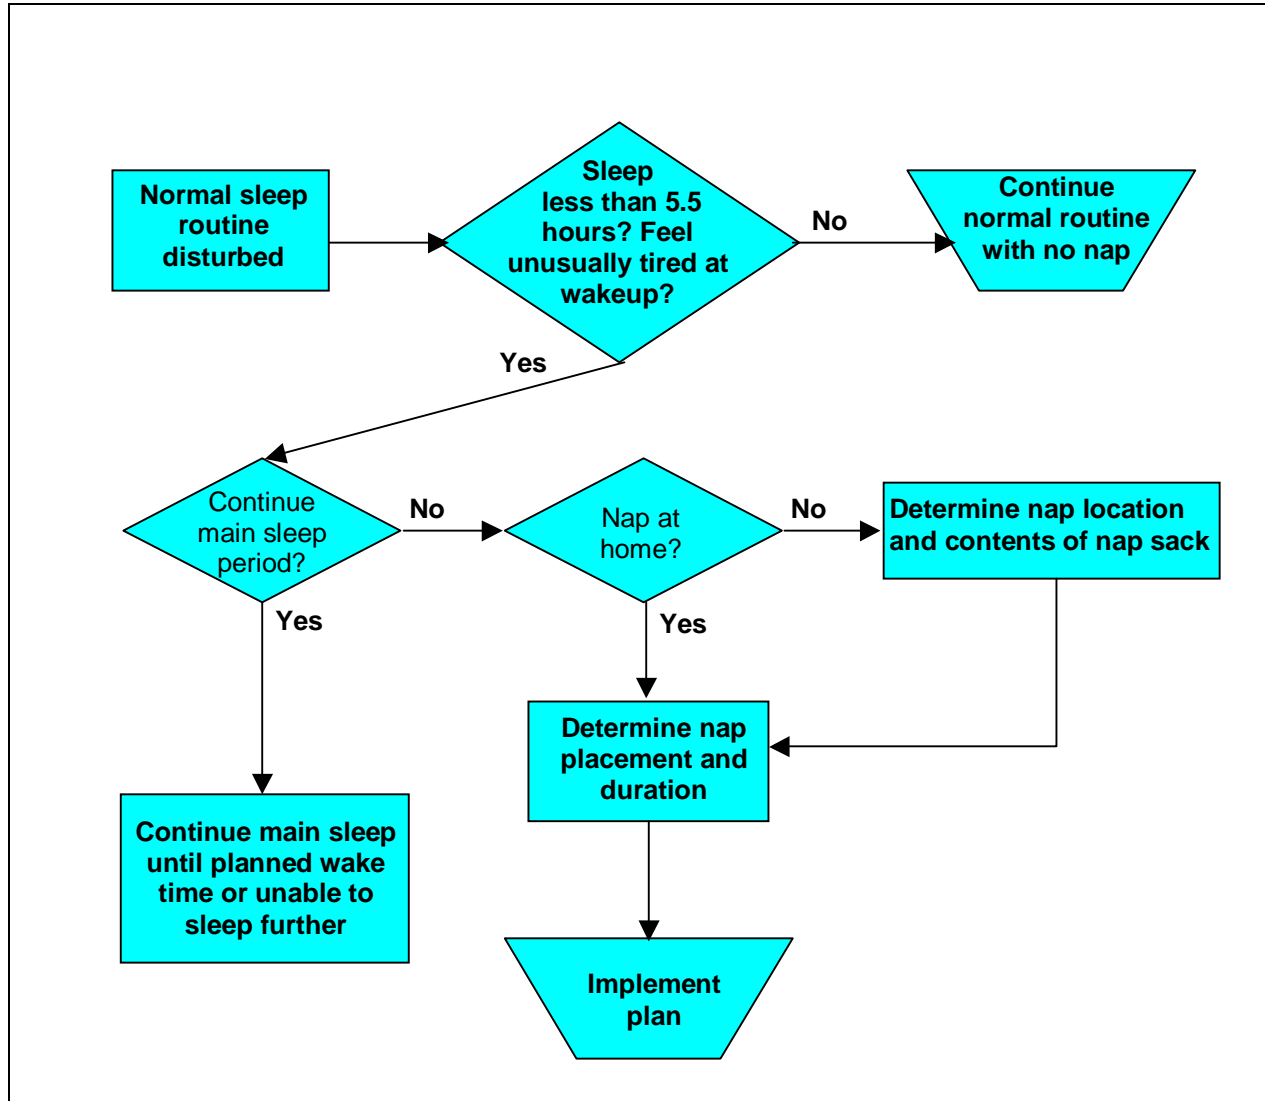 Normal sleep
routine
disturbed
Sleep
less than 5.5
hours? Feel
unusually tired at
wakeup?
No
Continue
normal routine
with no nap
Yes
Continue
main sleep
period?
No
Nap at
home?
No
Determine nap location
and contents of nap sack
Yes
Yes
Determine nap
placement and
duration
Continue main sleep
until planned wake
time or unable to
sleep further
Implement
plan